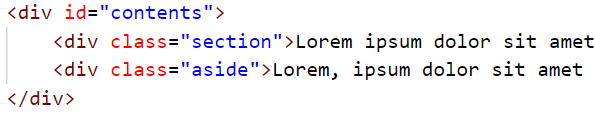 <div id="contents">
    <div class="section">Lorem ipsum dolor sit amet
    <div class="aside">Lorem, ipsum dolor sit amet
</div>